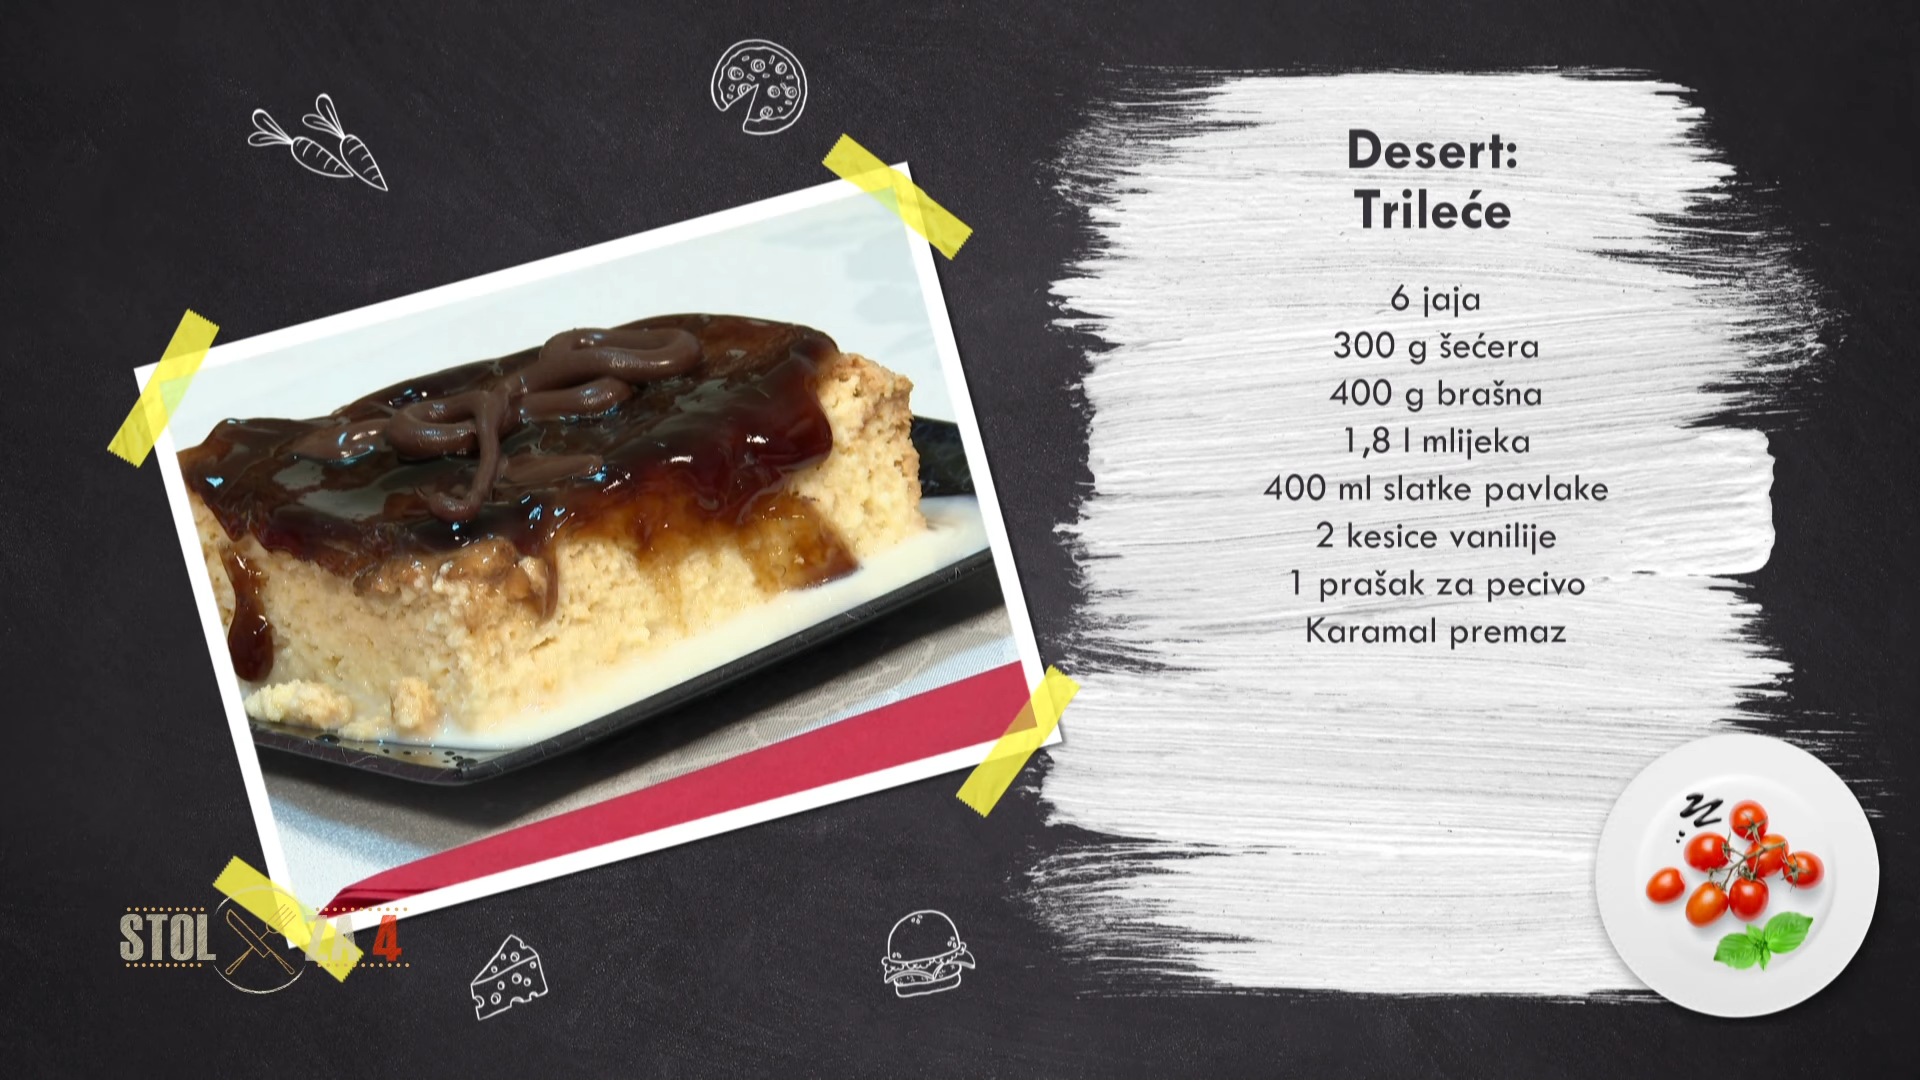 Desert:
Trileće
6 jaja
300 g šećera
400 g brašna
1,8 l mlijeka
400 ml slatke pavlake
2 kesice vanilije
1 prašak za pecivo
Karamal premaz
STOL ZA 4